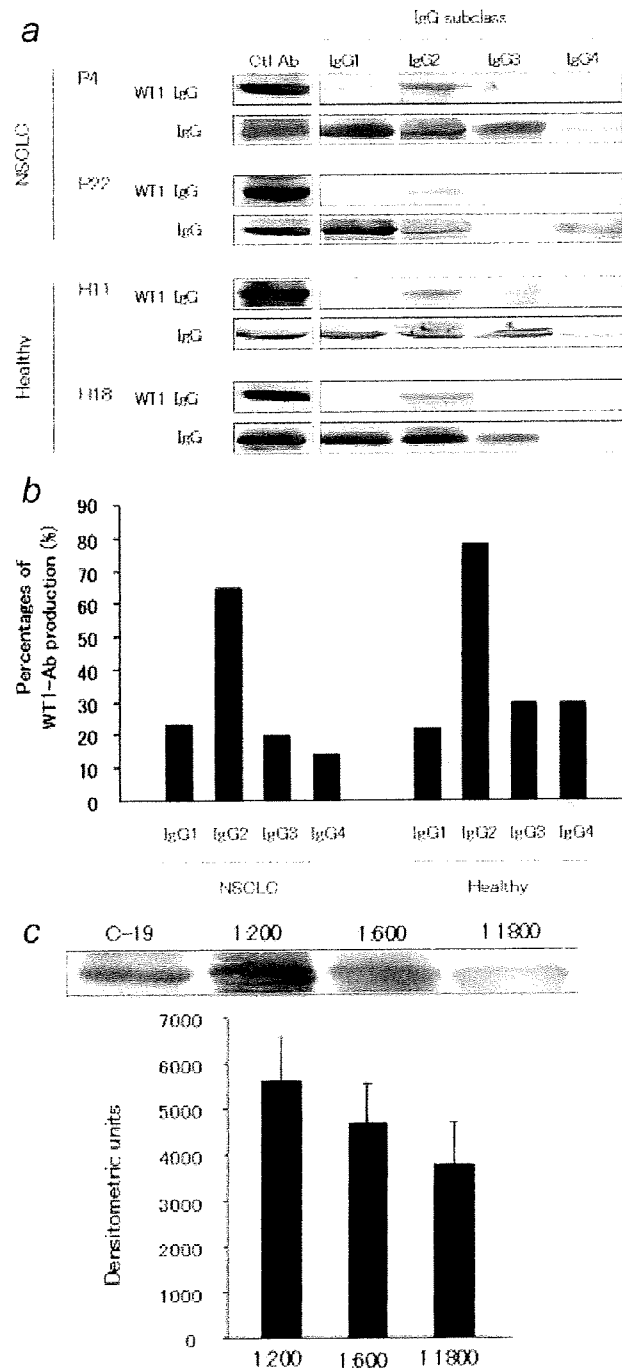 a
IgG subclass
Ctl Ab IgG1 IgG2 IgG3 IgG4
NSCLC
P4 WT1 IgG
IgG
P22 WT1 IgG
IgG
Healthy
H11 WT1 IgG
IgG
H18 WT1 IgG
IgG
b
Percentages of
WT1-Ab production (%)
90
80
70
60
50
40
30
20
10
0
IgG1 IgG2 IgG3 IgG4 IgG1 IgG2 IgG3 IgG4
NSCLC Healthy
c
C-19 1:200 1:600 1:1800
Densitometric units
7000
6000
5000
4000
3000
2000
1000
0
1:200 1:600 1:1800